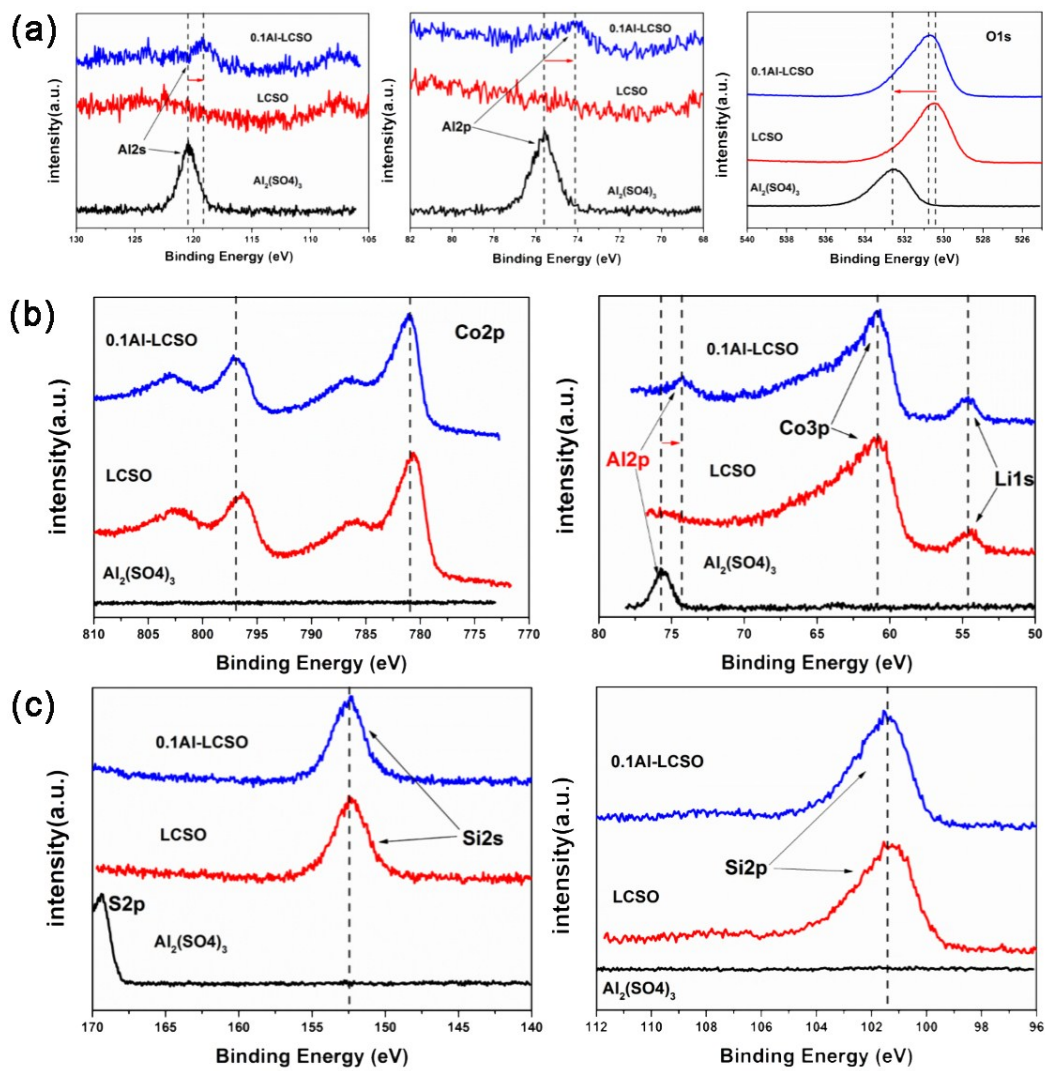 (a)
intensity(a.u.)
0.1Al-LCSO
LCSO
Al2s
Al₂(SO4)₃
130 125 120 115 110 105
Binding Energy (eV)
intensity(a.u.)
0.1Al-LCSO
LCSO
Al2p
Al₂(SO4)₃
82 80 78 76 74 72 70 68
Binding Energy (eV)
intensity(a.u.)
O1s
0.1Al-LCSO
LCSO
Al₂(SO4)₃
540 538 536 534 532 530 528 526
Binding Energy (eV)
(b)
intensity(a.u.)
Co2p
0.1Al-LCSO
LCSO
Al₂(SO4)₃
810 805 800 795 790 785 780 775 770
Binding Energy (eV)
intensity(a.u.)
0.1Al-LCSO
Co3p
Al2p
LCSO
Li1s
Al₂(SO4)₃
80 75 70 65 60 55 50
Binding Energy (eV)
(c)
intensity(a.u.)
0.1Al-LCSO
LCSO
Si2s
S2p
Al₂(SO4)₃
170 165 160 155 150 145 140
Binding Energy (eV)
intensity(a.u.)
0.1Al-LCSO
Si2p
LCSO
Al₂(SO4)₃
112 110 108 106 104 102 100 98 96
Binding Energy (eV)